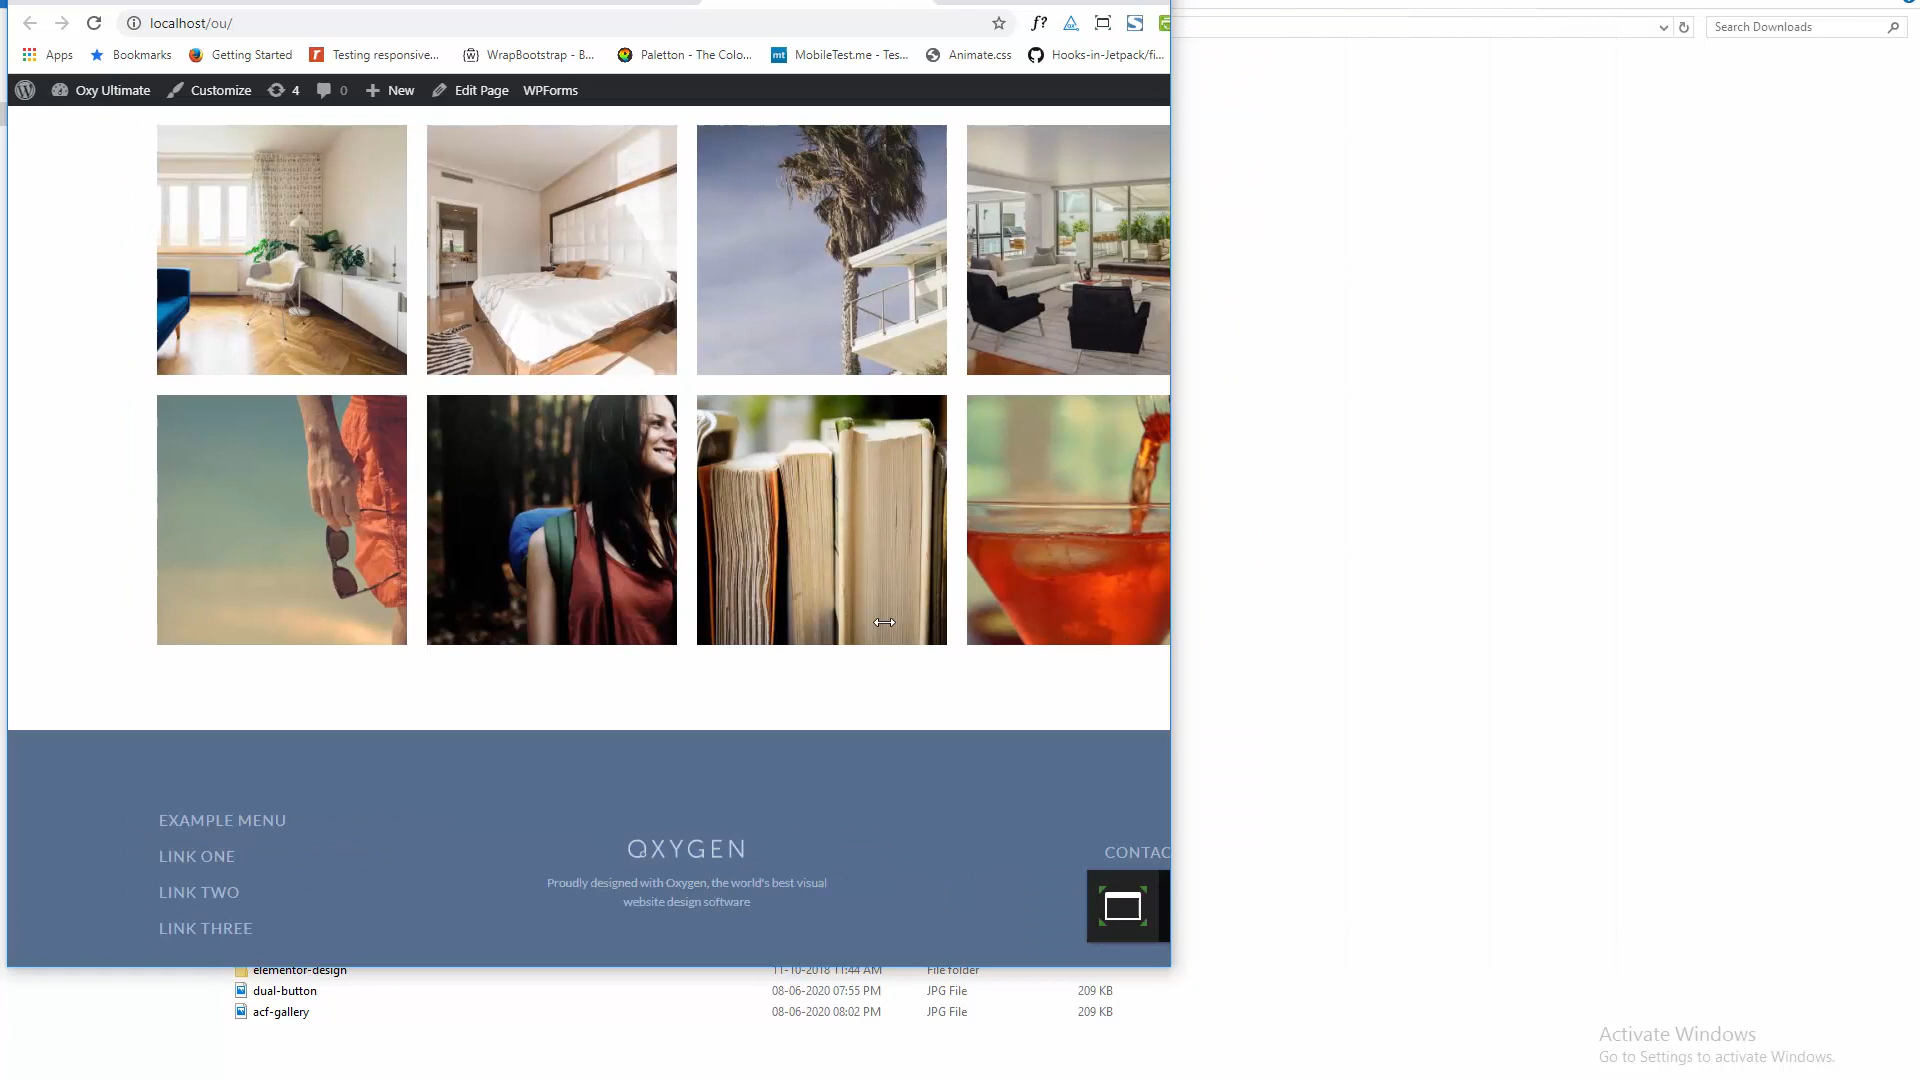 localhost/ou/
Search Downloads
Apps
Bookmarks
Getting Started
Testing responsive...
WrapBootstrap - B...
Paletton - The Colo...
MobileTest.me - Tes...
Animate.css
Hooks-in-Jetpack/fi...
Oxy Ultimate
Customize
4
0
New
Edit Page
WPForms
EXAMPLE MENU
LINK ONE
LINK TWO
LINK THREE
OXYGEN
Proudly designed with Oxygen, the world's best visual
website design software
CONTAC
elementor-design 11-10-2018 11:44 AM File folder
dual-button 08-06-2020 07:55 PM JPG File 209 KB
acf-gallery 08-06-2020 08:02 PM JPG File 209 KB
Activate Windows
Go to Settings to activate Windows.